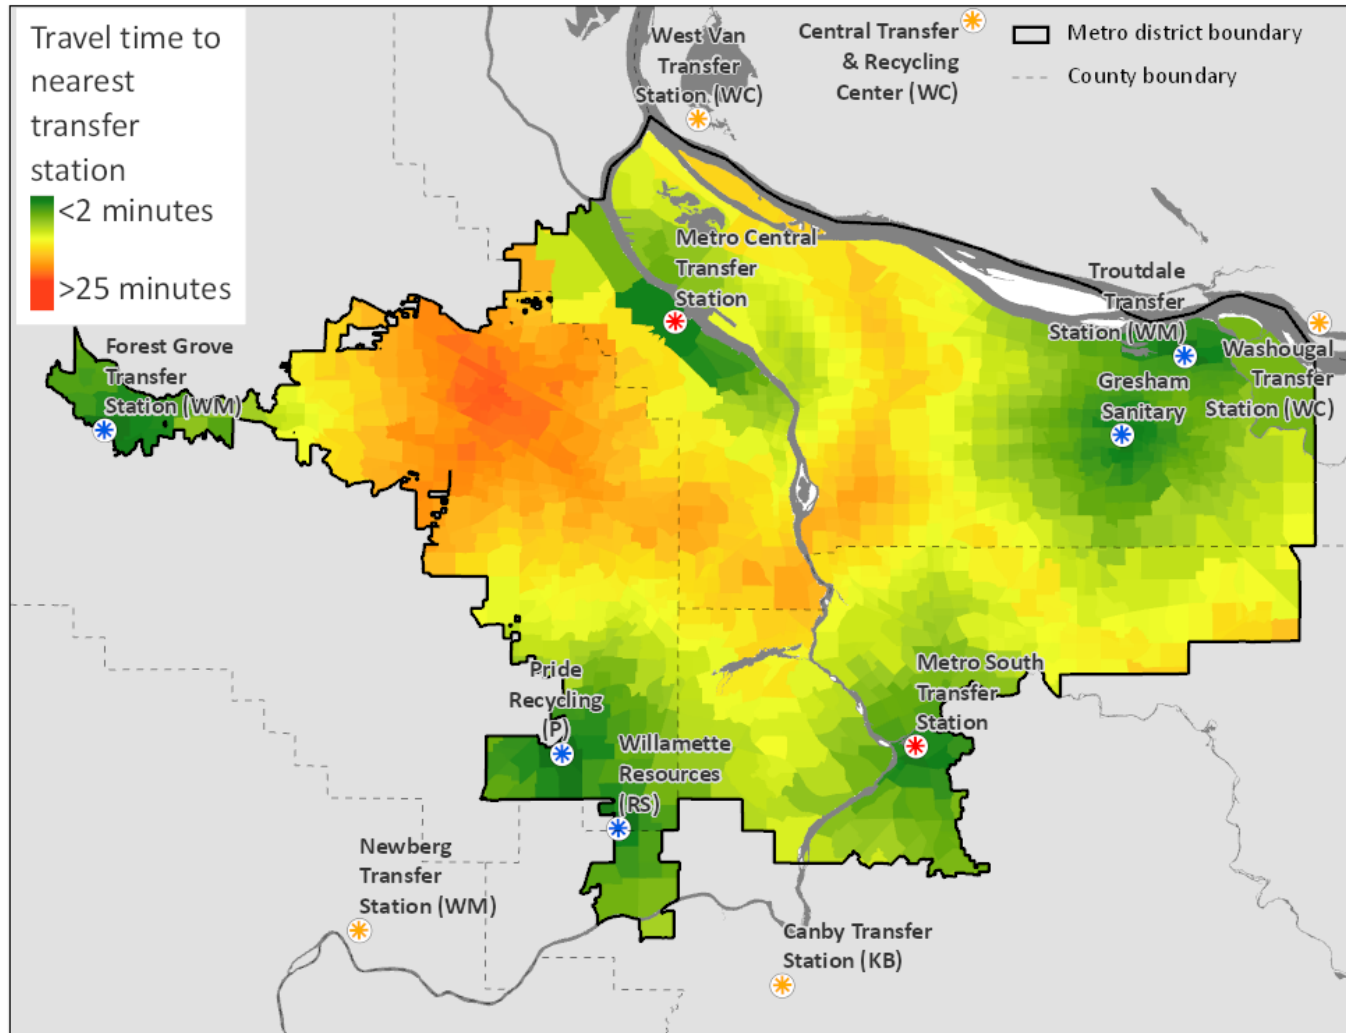 Travel time to
nearest
transfer
station
<2 minutes
>25 minutes
West Van
Transfer
Station (WC)
Central Transfer
& Recycling
Center (WC)
Metro district boundary
County boundary
Metro Central
Transfer
Station
Troutdale
Transfer
Station (WM)
Washougal
Transfer
Station (WC)
Gresham
Sanitary
Forest Grove
Transfer
Station (WM)
Metro South
Transfer
Station
Pride
Recycling
(P)
Willamette
Resources
(RS)
Newberg
Transfer
Station (WM)
Canby Transfer
Station (KB)